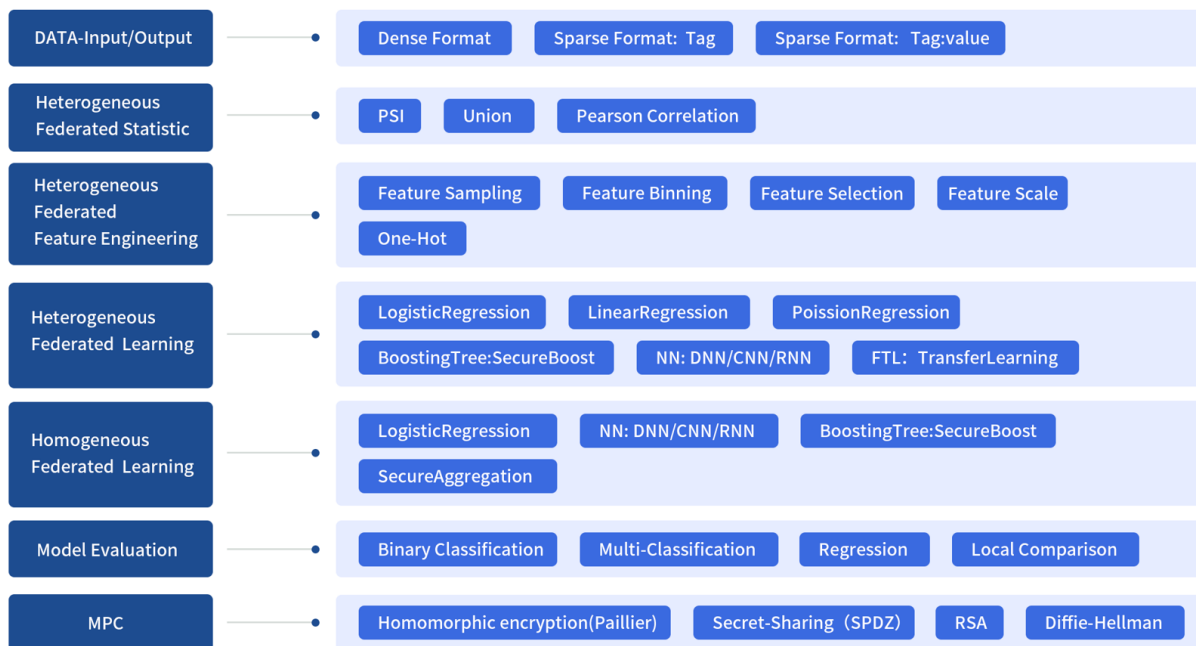 DATA-Input/Output
Dense Format
Sparse Format: Tag
Sparse Format: Tag:value
Heterogeneous
Federated Statistic
PSI
Union
Pearson Correlation
Heterogeneous
Federated
Feature Engineering
Feature Sampling
Feature Binning
Feature Selection
Feature Scale
One-Hot
Heterogeneous
Federated Learning
LogisticRegression
LinearRegression
PoissionRegression
BoostingTree:SecureBoost
NN: DNN/CNN/RNN
FTL：TransferLearning
Homogeneous
Federated Learning
LogisticRegression
NN: DNN/CNN/RNN
BoostingTree:SecureBoost
SecureAggregation
Model Evaluation
Binary Classification
Multi-Classification
Regression
Local Comparison
MPC
Homomorphic encryption(Paillier)
Secret-Sharing（SPDZ）
RSA
Diffie-Hellman